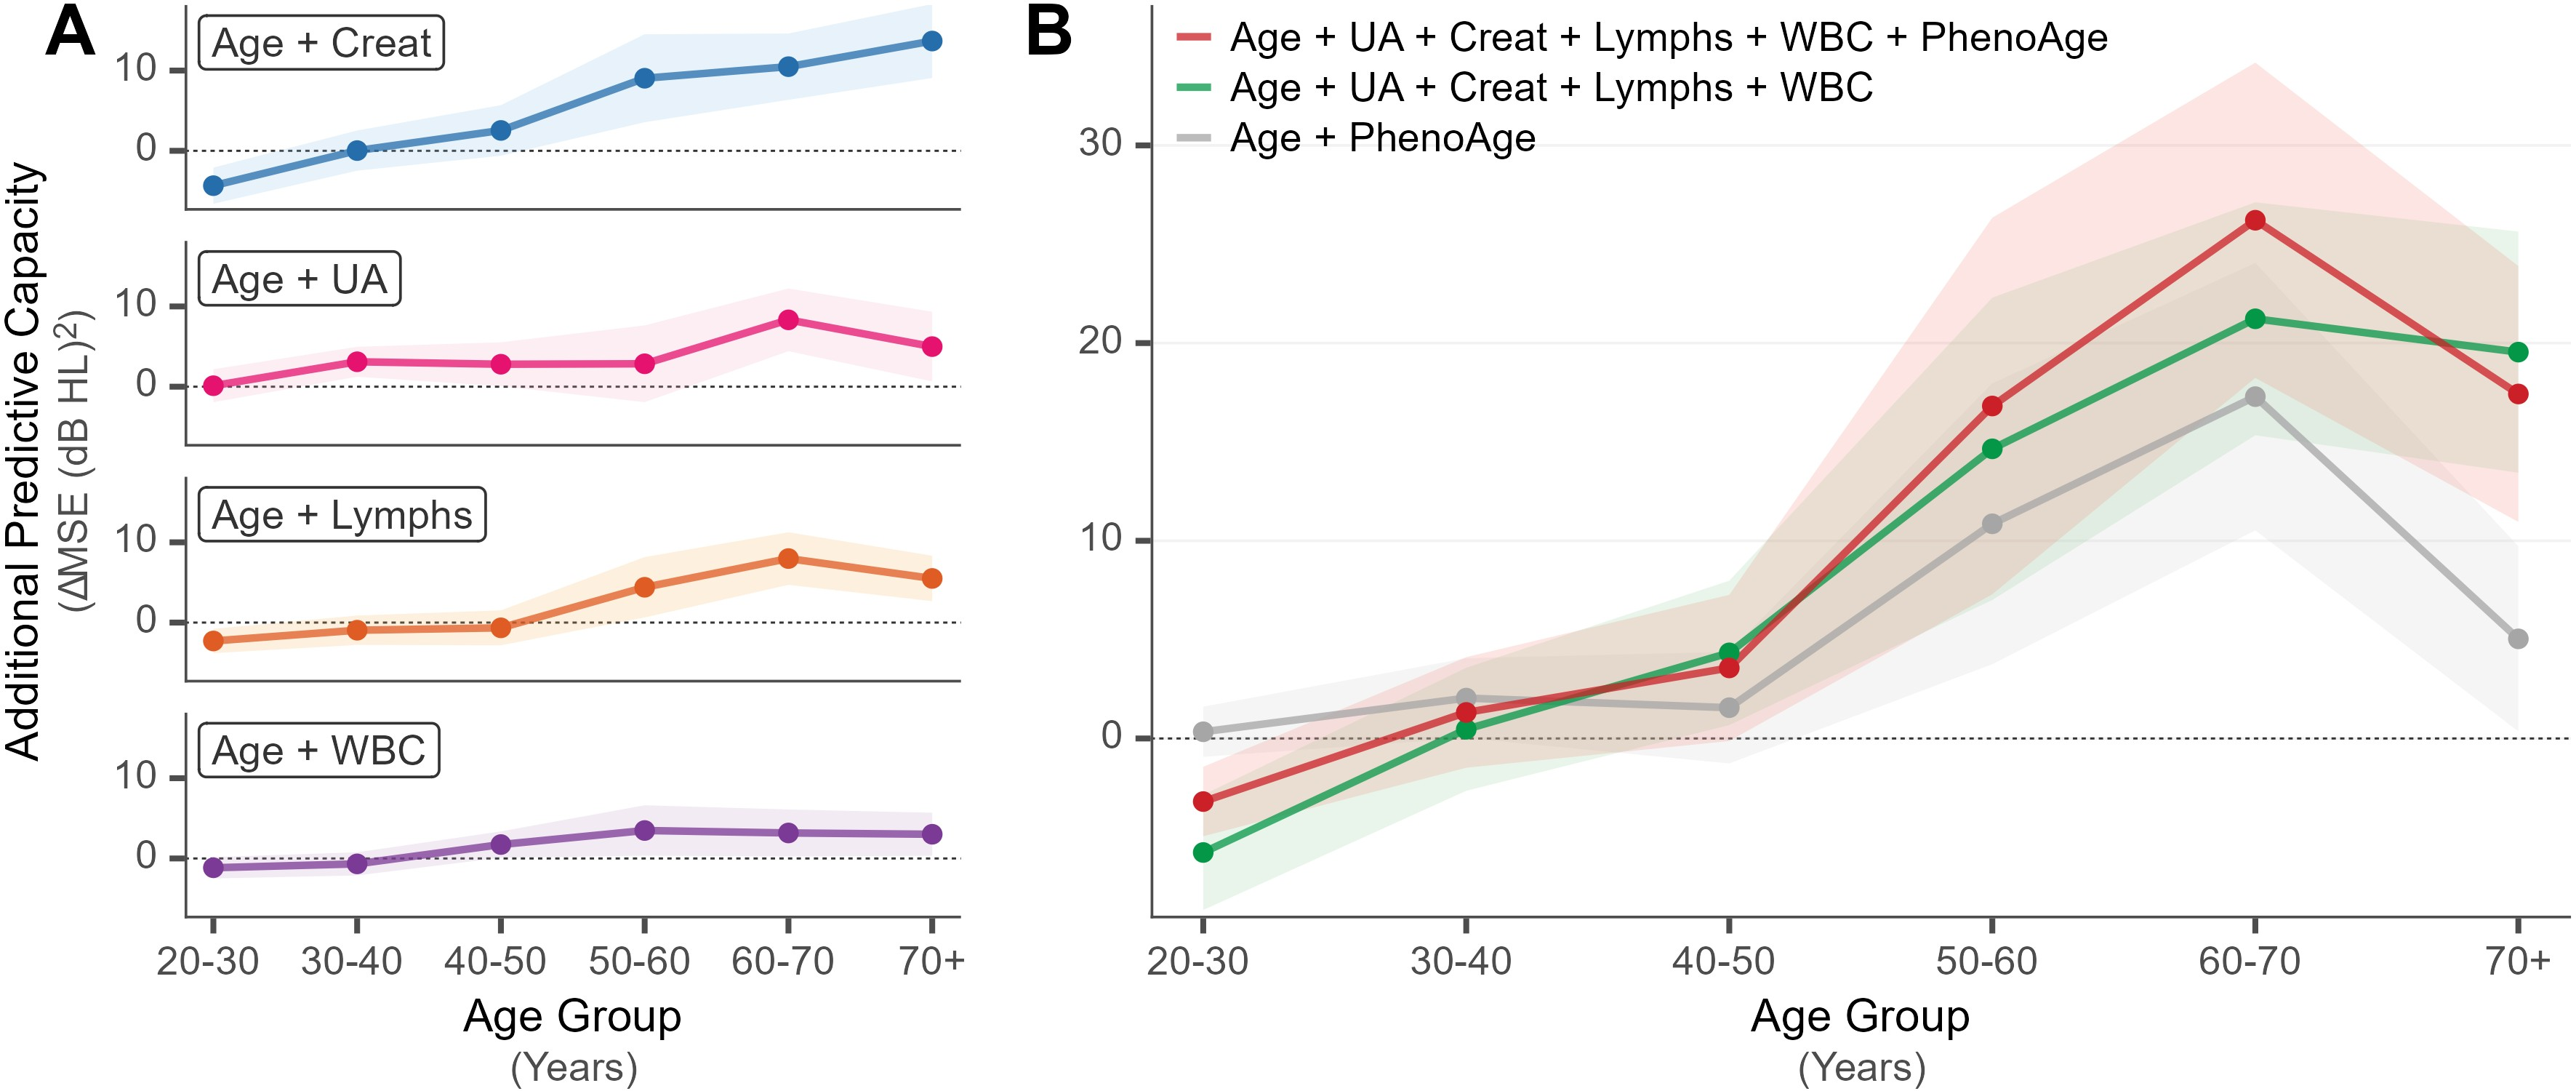 A
Additional Predictive Capacity
(ΔMSE (dB HL)²)
Age + Creat
10
0
Age + UA
10
0
Age + Lymphs
10
0
Age + WBC
10
0
20-30 30-40 40-50 50-60 60-70 70+
Age Group
(Years)
B
Age + UA + Creat + Lymphs + WBC + PhenoAge
Age + UA + Creat + Lymphs + WBC
Age + PhenoAge
30
20
10
0
20-30 30-40 40-50 50-60 60-70 70+
Age Group
(Years)